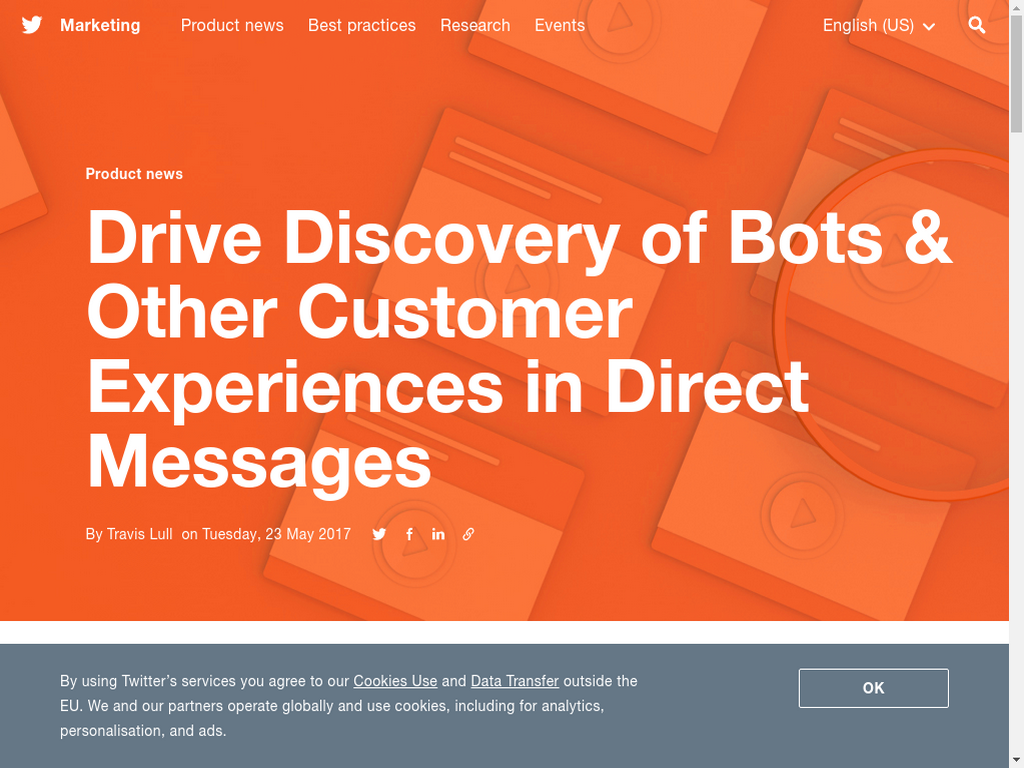 Marketing Product news Best practices Research Events English (US)
Product news
Drive Discovery of Bots &
Other Customer
Experiences in Direct
Messages
By Travis Lull on Tuesday, 23 May 2017
By using Twitter’s services you agree to our Cookies Use and Data Transfer outside the
EU. We and our partners operate globally and use cookies, including for analytics,
personalisation, and ads.
OK